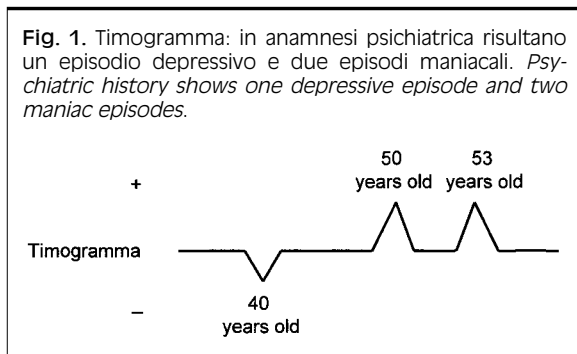 Fig. 1. Timogramma: in anamnesi psichiatrica risultano
un episodio depressivo e due episodi maniacali. Psy-
chiatric history shows one depressive episode and two
maniac episodes.
50
years old
53
years old
+
Timogramma
–
40
years old